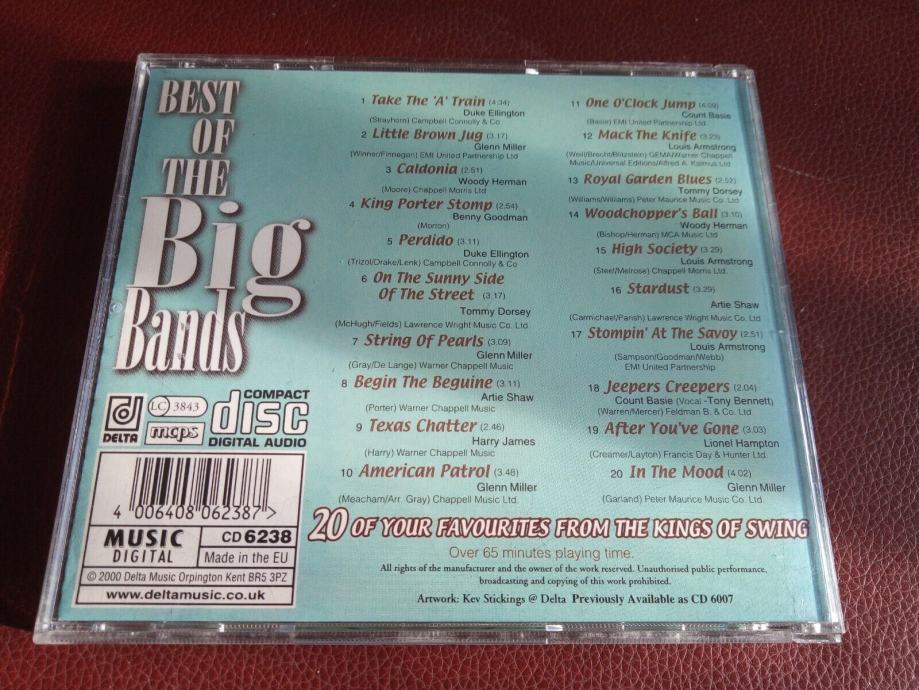 BEST
OF
THE
Big
Bands
1 Take The 'A' Train (4.34)
Duke Ellington
(Strayhorn) Campbell Connolly & Co
2 Little Brown Jug (3.17)
Glenn Miller
(Winner/Finnegan) EMI United Partnership Ltd
3 Caldonia (2.51)
Woody Herman
(Moore) Chappell Morris Ltd
4 King Porter Stomp (2.54)
Benny Goodman
(Morton)
5 Perdido (3.11)
Duke Ellington
(Trizol/Drake/Lenk) Campbell Connolly & Co
6 On The Sunny Side
Of The Street (3.17)
Tommy Dorsey
(McHugh/Fields) Lawrence Wright Music Co. Ltd
7 String Of Pearls (3.09)
Glenn Miller
(Gray/De Lange) Warner Chappell Music
8 Begin The Beguine (3.11)
Artie Shaw
(Porter) Warner Chappell Music
9 Texas Chatter (2.46)
Harry James
(Harry) Warner Chappell Music
10 American Patrol (3.48)
Glenn Miller
(Meacham/Arr. Gray) Chappell Music Ltd.
11 One O'Clock Jump (4.09)
Count Basie
(Basie) EMI United Partnership Ltd
12 Mack The Knife (3.23)
Louis Armstrong
(Weill/Brecht/Blitzstein) GEMA/Warner Chappell
Music/Universal Editions/Alfred A. Kalmus Ltd
13 Royal Garden Blues (2.52)
Tommy Dorsey
(Williams/Williams) Peter Maurice Music Co. Ltd
14 Woodchopper's Ball (3.10)
Woody Herman
(Bishop/Herman) MCA Music Ltd
15 High Society (3.29)
Louis Armstrong
(Steel/Melrose) Chappell Morris Ltd.
16 Stardust (3.29)
Artie Shaw
(Carmichael/Parish) Lawrence Wright Music Co. Ltd
17 Stompin' At The Savoy (2.51)
Louis Armstrong
(Sampson/Goodman/Webb)
EMI United Partnership
18 Jeepers Creepers (2.04)
Count Basie (Vocal -Tony Bennett)
(Warren/Mercer) Feldman B. & Co. Ltd
19 After You've Gone (3.03)
Lionel Hampton
(Creamer/Layton) Francis Day & Hunter Ltd.
20 In The Mood (4.02)
Glenn Miller
(Garland) Peter Maurice Music Co. Ltd.
d
DELTA
LC 3843
mcps
COMPACT
disc
DIGITAL AUDIO
4 006408 062387 >
MUSIC
DIGITAL
CD 6238
Made in the EU
© 2000 Delta Music Orpington Kent BR5 3PZ
www.deltamusic.co.uk
20 OF YOUR FAVOURITES FROM THE KINGS OF SWING
Over 65 minutes playing time.
All rights of the manufacturer and the owner of the work reserved. Unauthorised public performance,
broadcasting and copying of this work prohibited.
Artwork: Kev Stickings @ Delta Previously Available as CD 6007